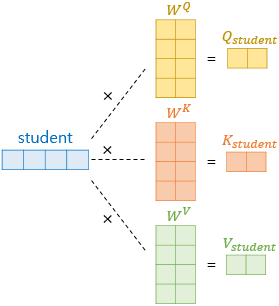 W^Q
= Q_student
×
student
×
W^K
= K_student
×
W^V
= V_student